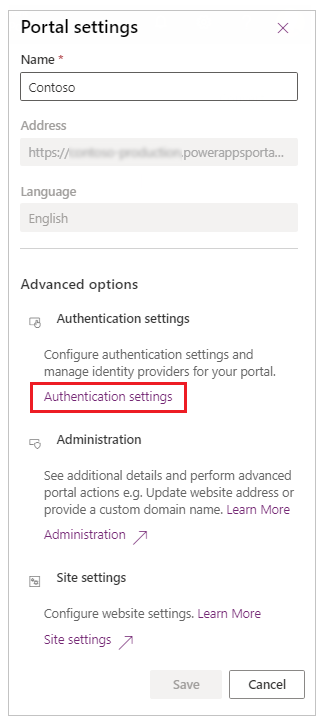 Portal settings
Name *
Contoso
Address
https:// .powerappsporta...
Language
English
Advanced options
Authentication settings
Configure authentication settings and
manage identity providers for your portal.
Authentication settings
Administration
See additional details and perform advanced
portal actions e.g. Update website address or
provide a custom domain name. Learn More
Administration
Site settings
Configure website settings. Learn More
Site settings
Save
Cancel